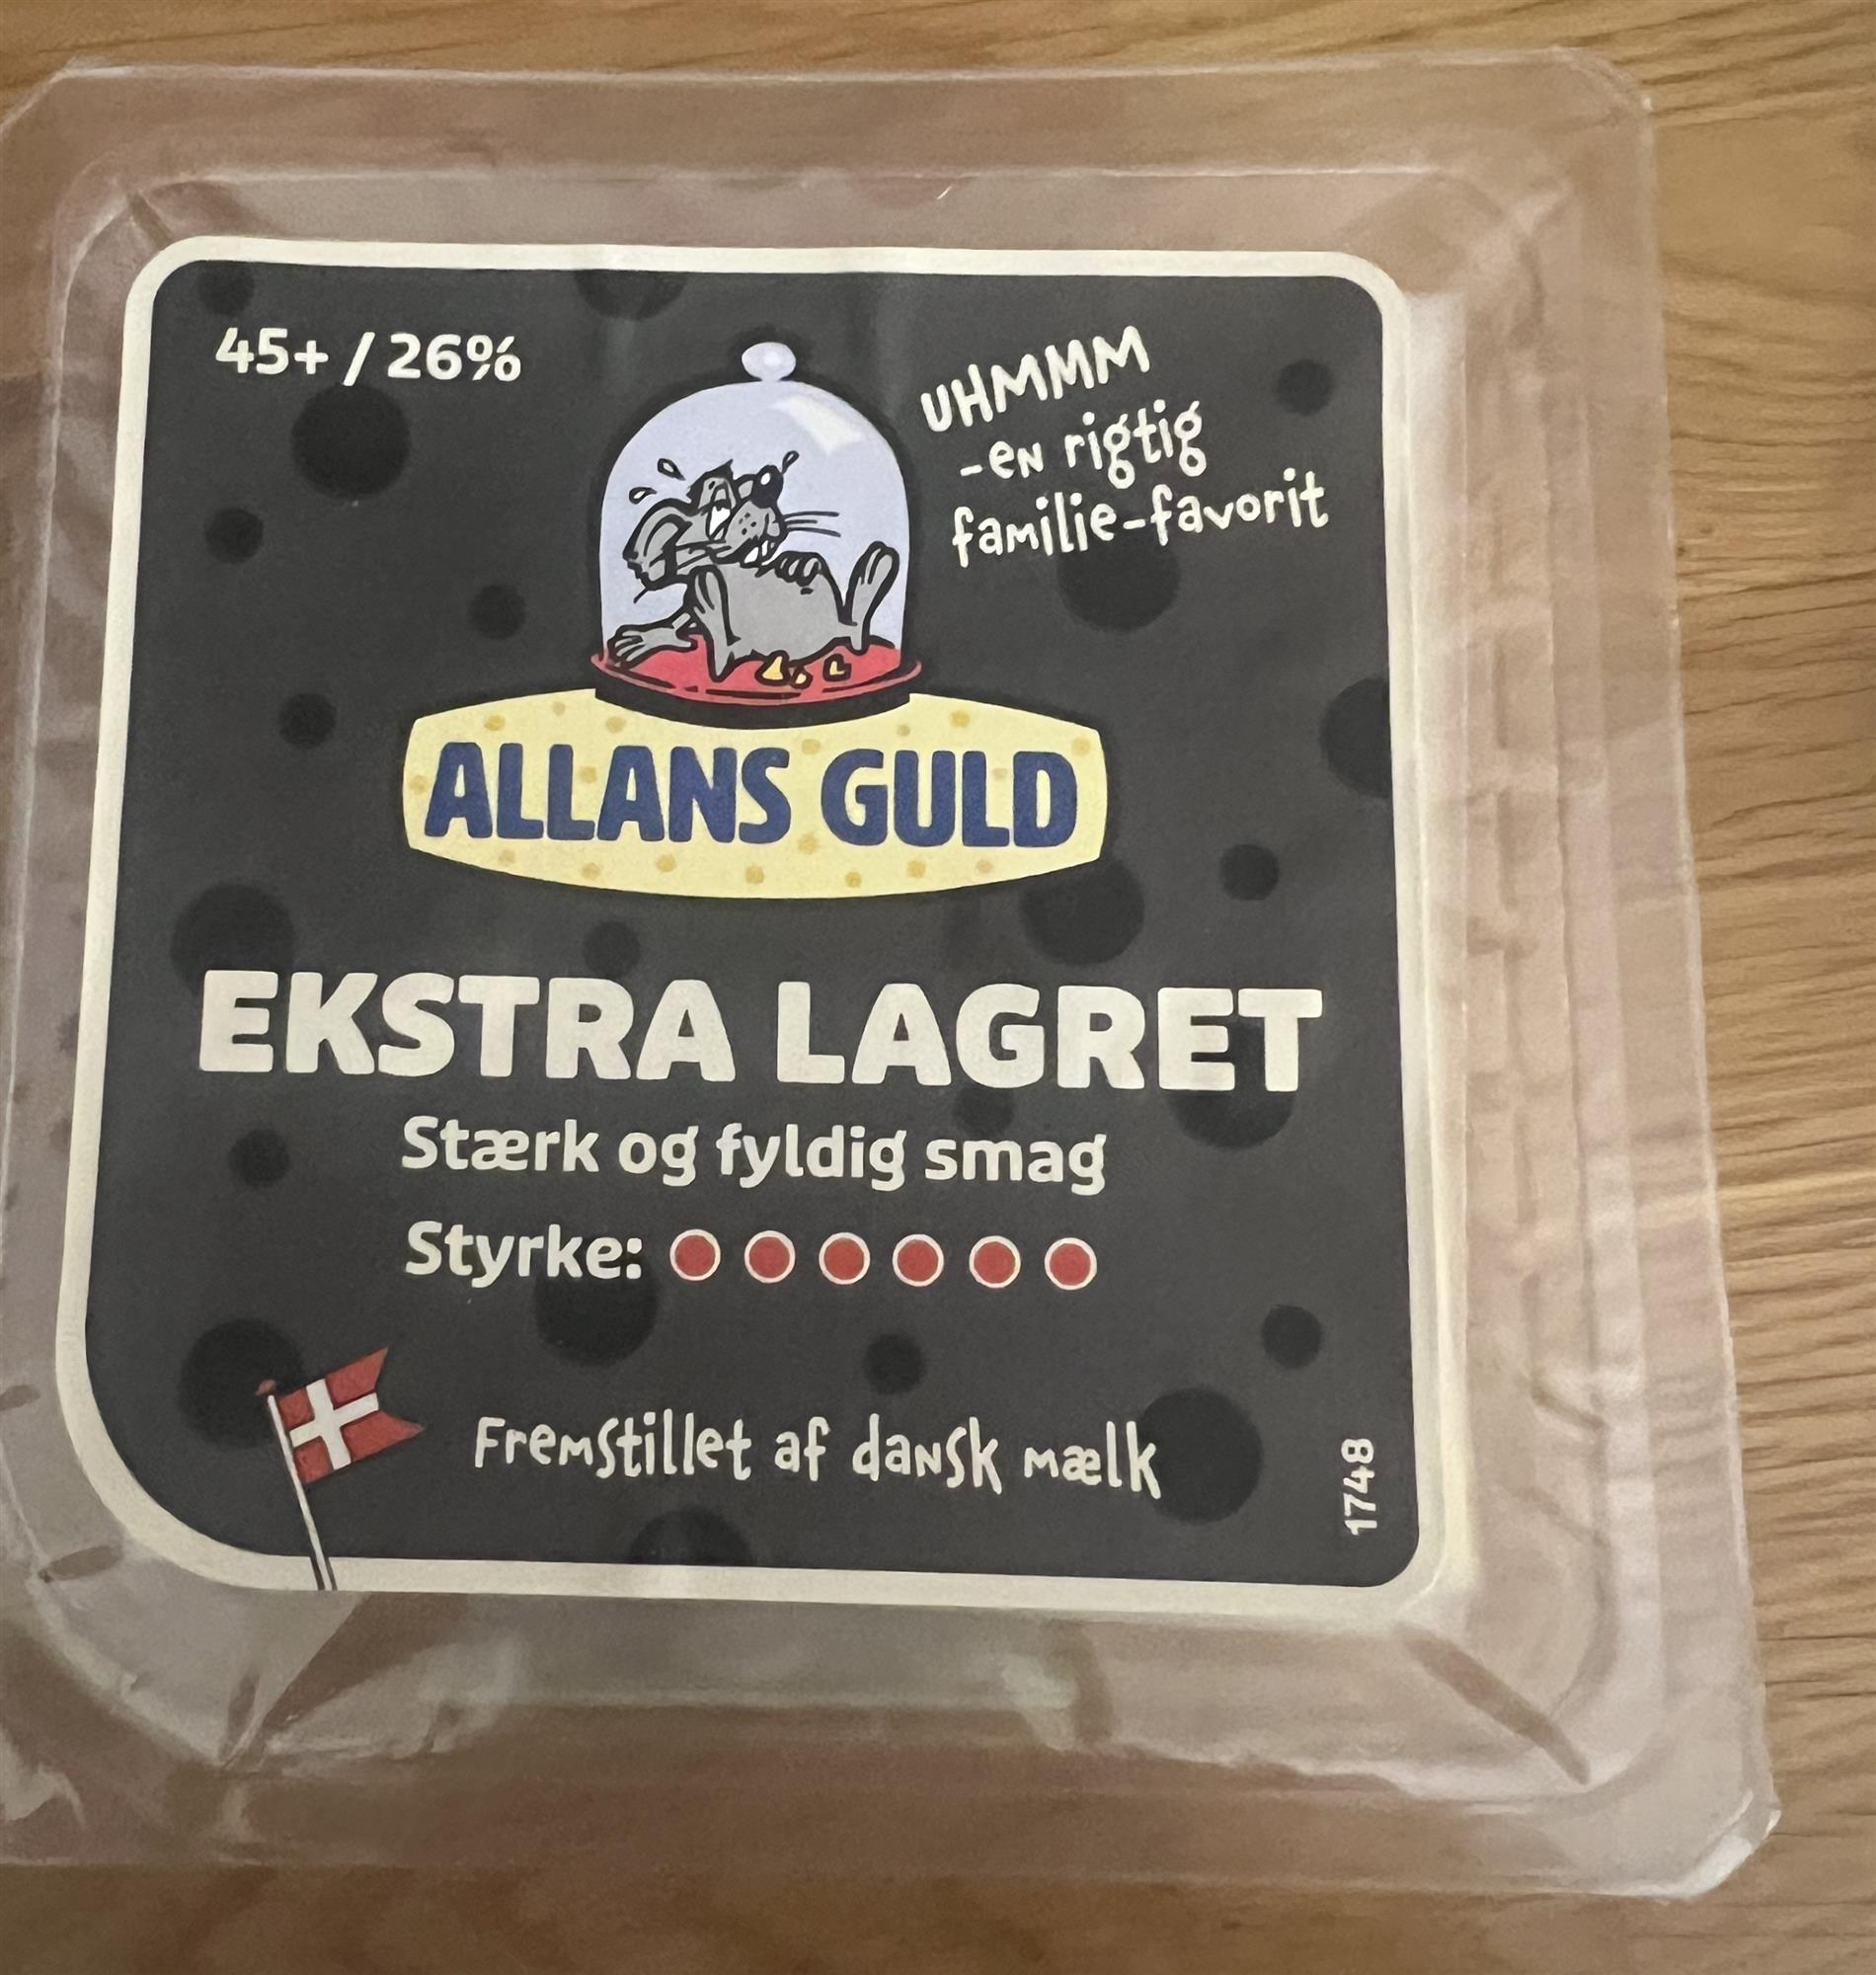 45+ / 26%
UHMMM
-en rigtig
familie-favorit
ALLANS GULD
EKSTRA LAGRET
Stærk og fyldig smag
Styrke:
Fremstillet af dansk mælk
1748